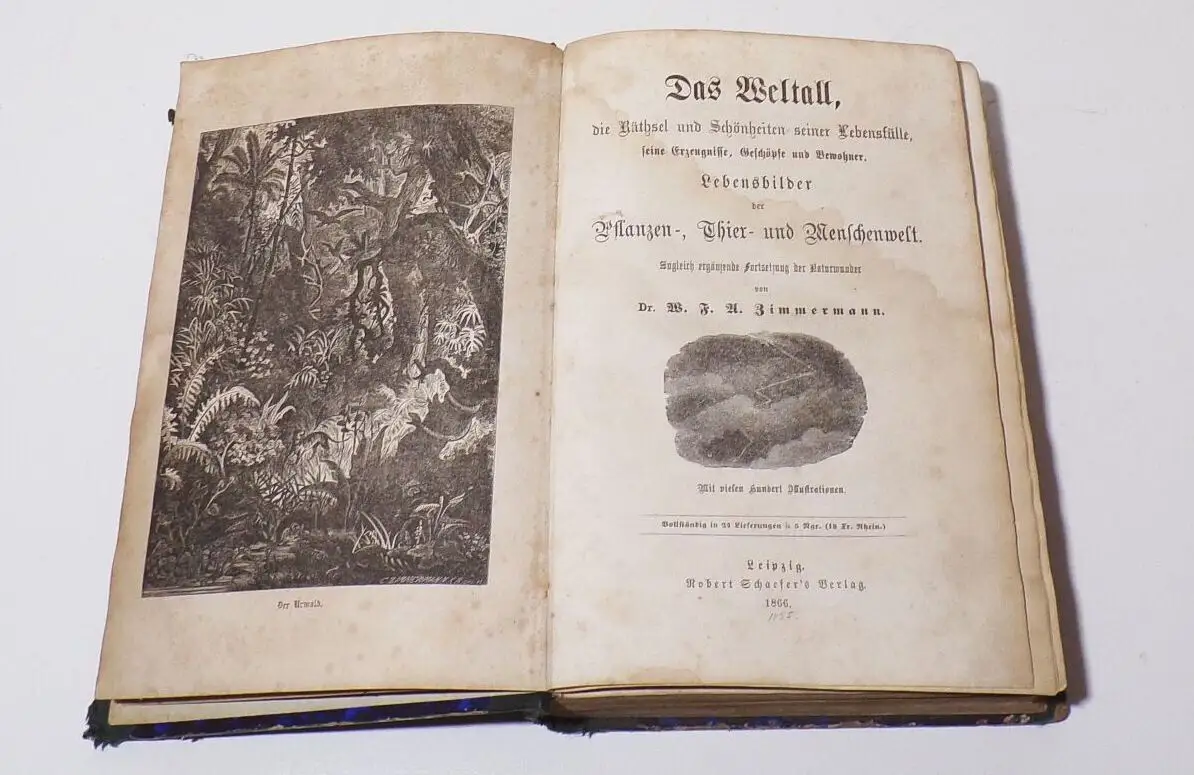 Der Urwald.
Das Weltall,
die Räthsel und Schönheiten seiner Lebensfülle,
seine Erzeugnisse, Geschöpfe und Bewohner.
Lebensbilder
der
Pflanzen-, Thier- und Menschenwelt.
Zugleich ergänzende Fortsetzung der Naturwunder
von
Dr. W. F. A. Zimmermann.
Mit vielen Hundert Illustrationen.
Vollständig in Lieferungen à 5 Ngr. (18 Kr. Rhein.)
Leipzig.
Robert Schaefer's Verlag.
1866.